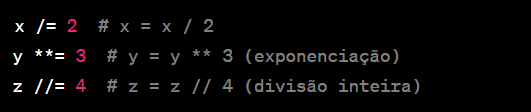 x /= 2  # x = x / 2
y **= 3  # y = y ** 3 (exponenciação)
z //= 4  # z = z // 4 (divisão inteira)